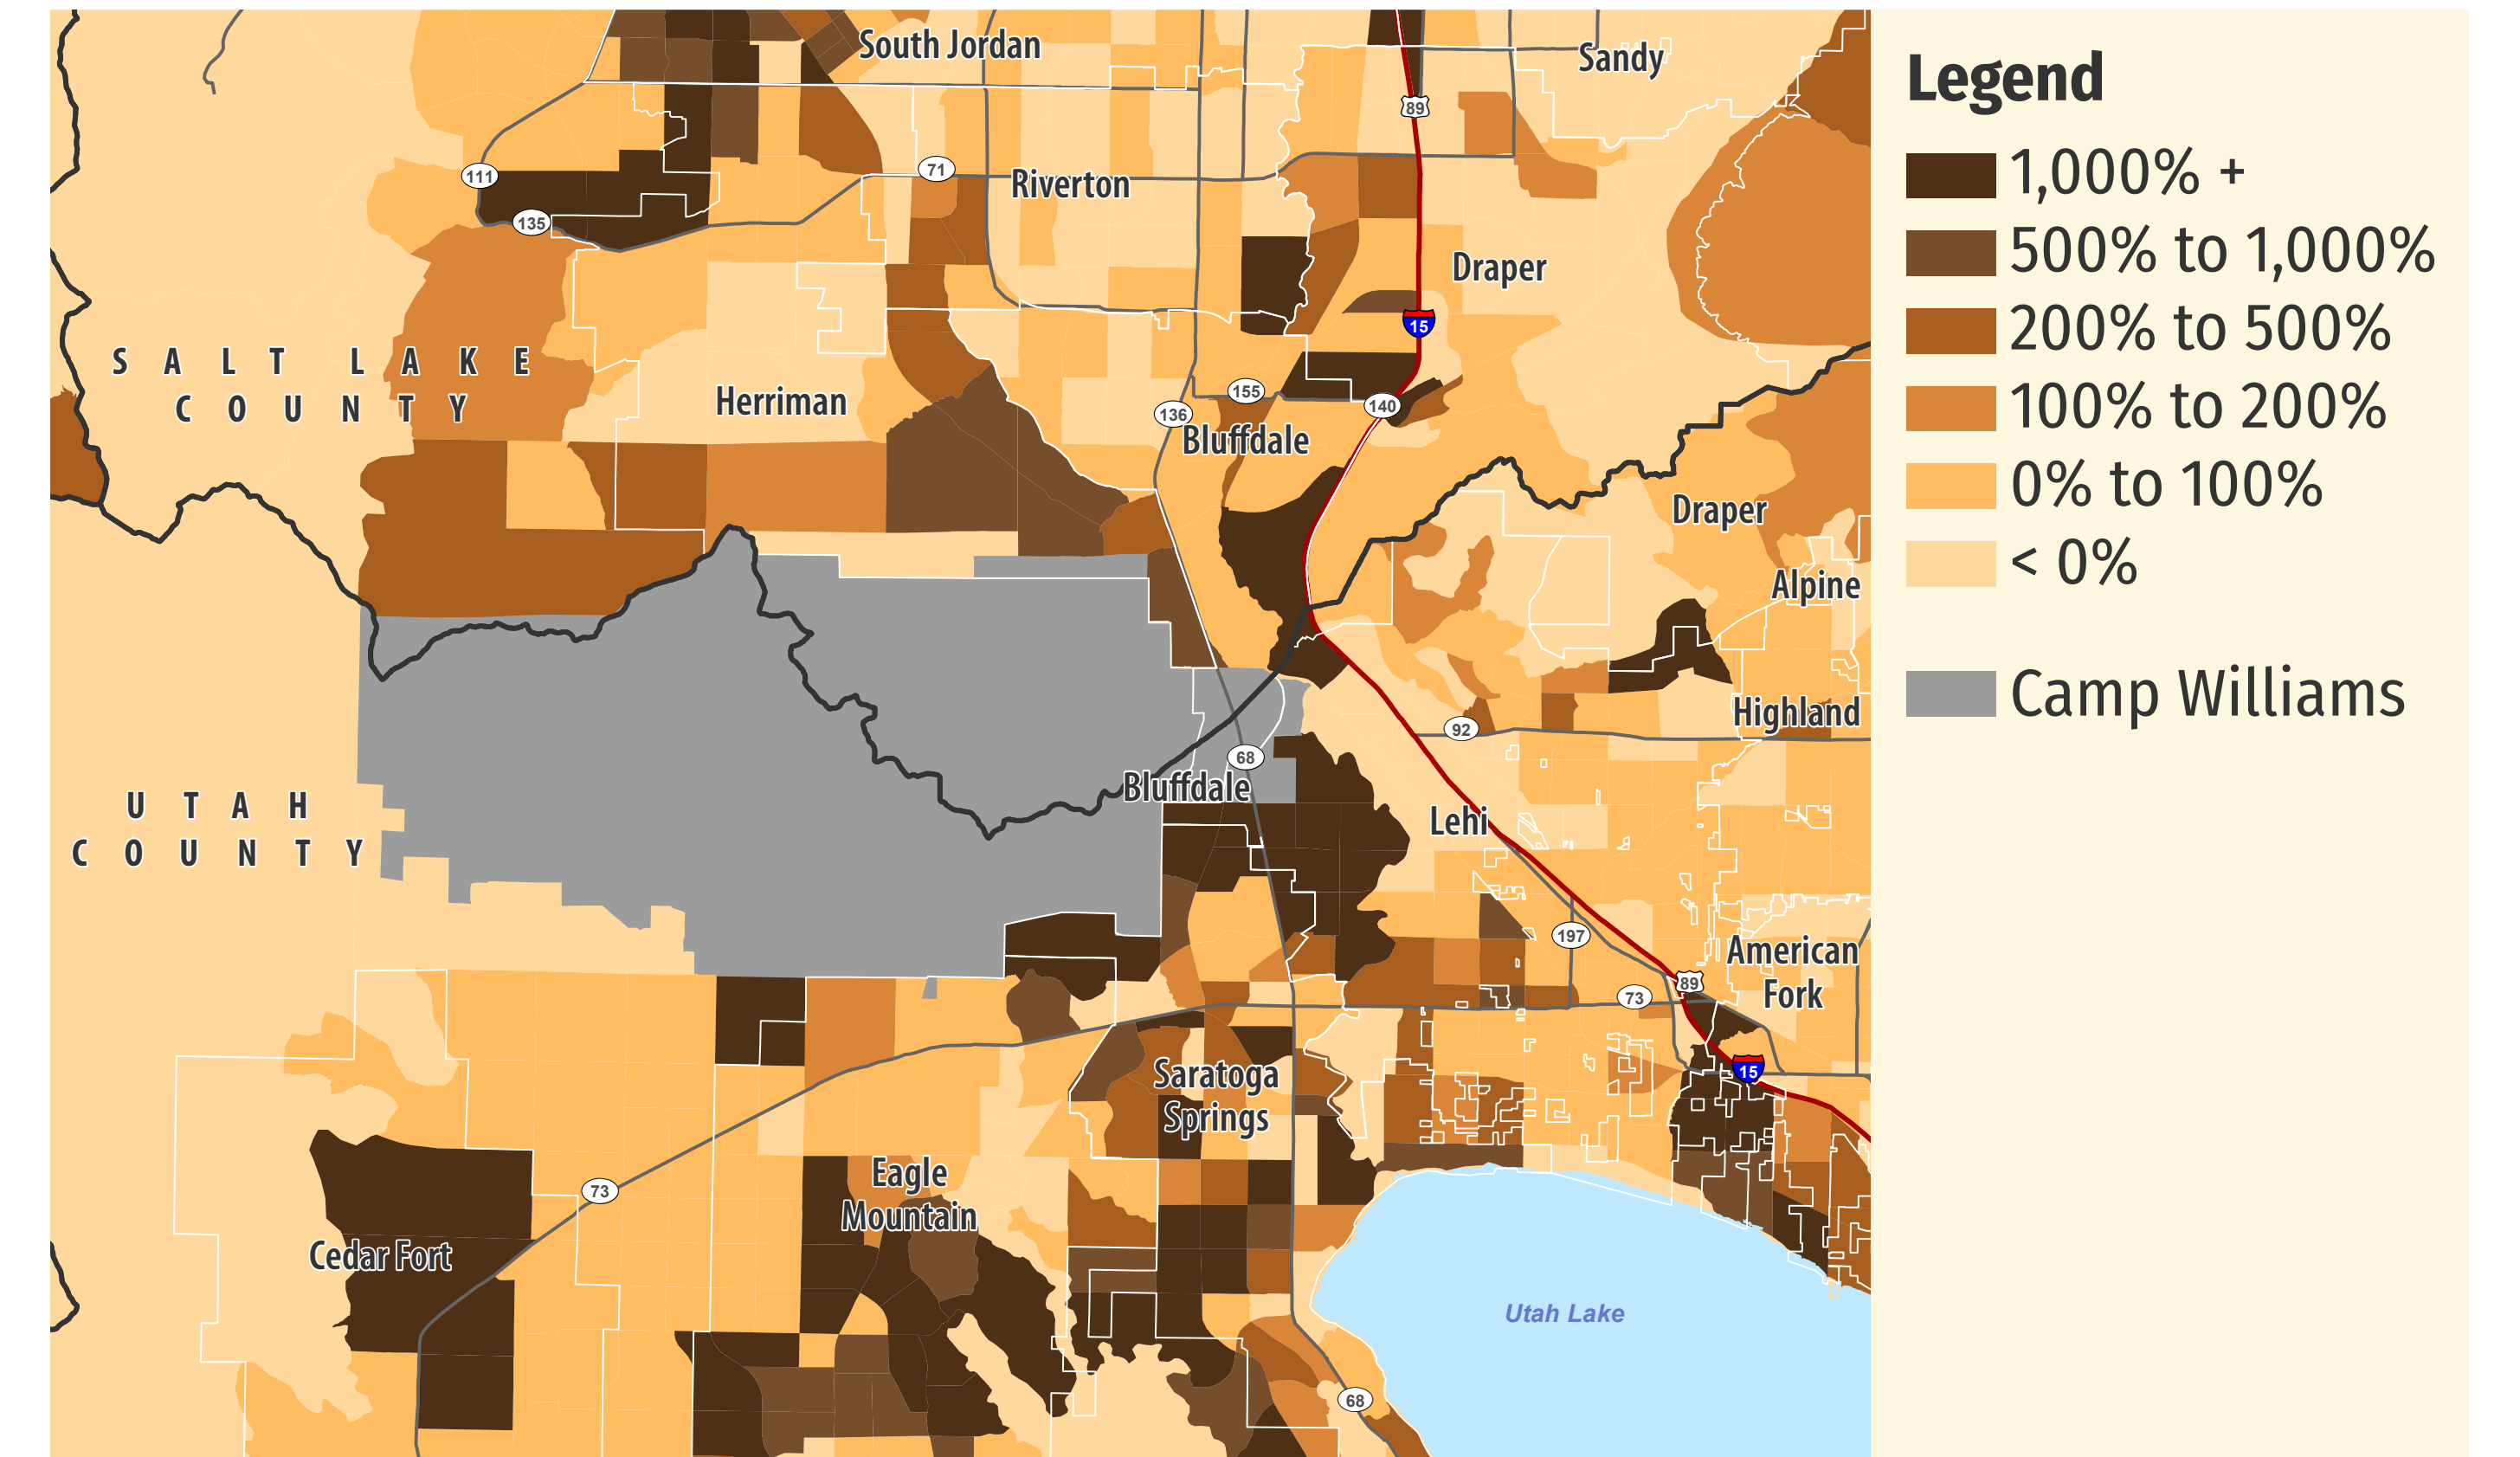 South Jordan
Sandy
89
71
Riverton
111
135
Draper
15
SALT LAKE
COUNTY
Herriman
155
140
136
Bluffdale
Draper
Alpine
Highland
92
68
Bluffdale
UTAH
COUNTY
Lehi
197
American
Fork
89
73
15
Saratoga
Springs
73
Eagle
Mountain
Cedar Fort
Utah Lake
68
Legend
1,000% +
500% to 1,000%
200% to 500%
100% to 200%
0% to 100%
< 0%
Camp Williams